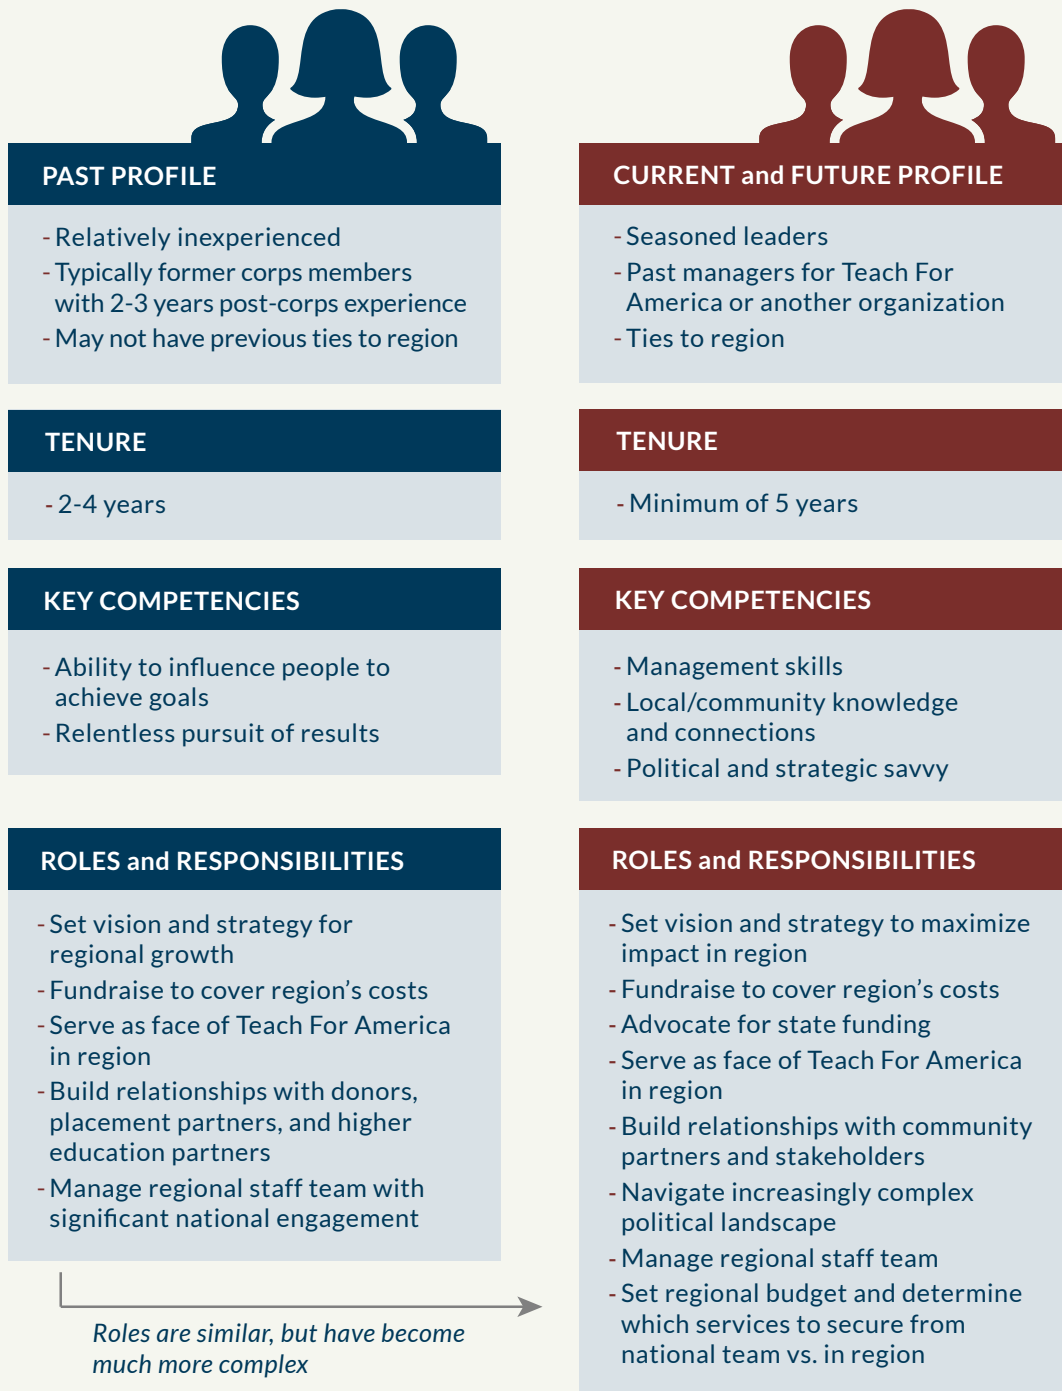 PAST PROFILE
- Relatively inexperienced
- Typically former corps members
with 2-3 years post-corps experience
- May not have previous ties to region
TENURE
- 2-4 years
KEY COMPETENCIES
- Ability to influence people to
achieve goals
- Relentless pursuit of results
ROLES and RESPONSIBILITIES
- Set vision and strategy for
regional growth
- Fundraise to cover region’s costs
- Serve as face of Teach For America
in region
- Build relationships with donors,
placement partners, and higher
education partners
- Manage regional staff team with
significant national engagement
Roles are similar, but have become
much more complex
CURRENT and FUTURE PROFILE
- Seasoned leaders
- Past managers for Teach For
America or another organization
- Ties to region
TENURE
- Minimum of 5 years
KEY COMPETENCIES
- Management skills
- Local/community knowledge
and connections
- Political and strategic savvy
ROLES and RESPONSIBILITIES
- Set vision and strategy to maximize
impact in region
- Fundraise to cover region’s costs
- Advocate for state funding
- Serve as face of Teach For America
in region
- Build relationships with community
partners and stakeholders
- Navigate increasingly complex
political landscape
- Manage regional staff team
- Set regional budget and determine
which services to secure from
national team vs. in region